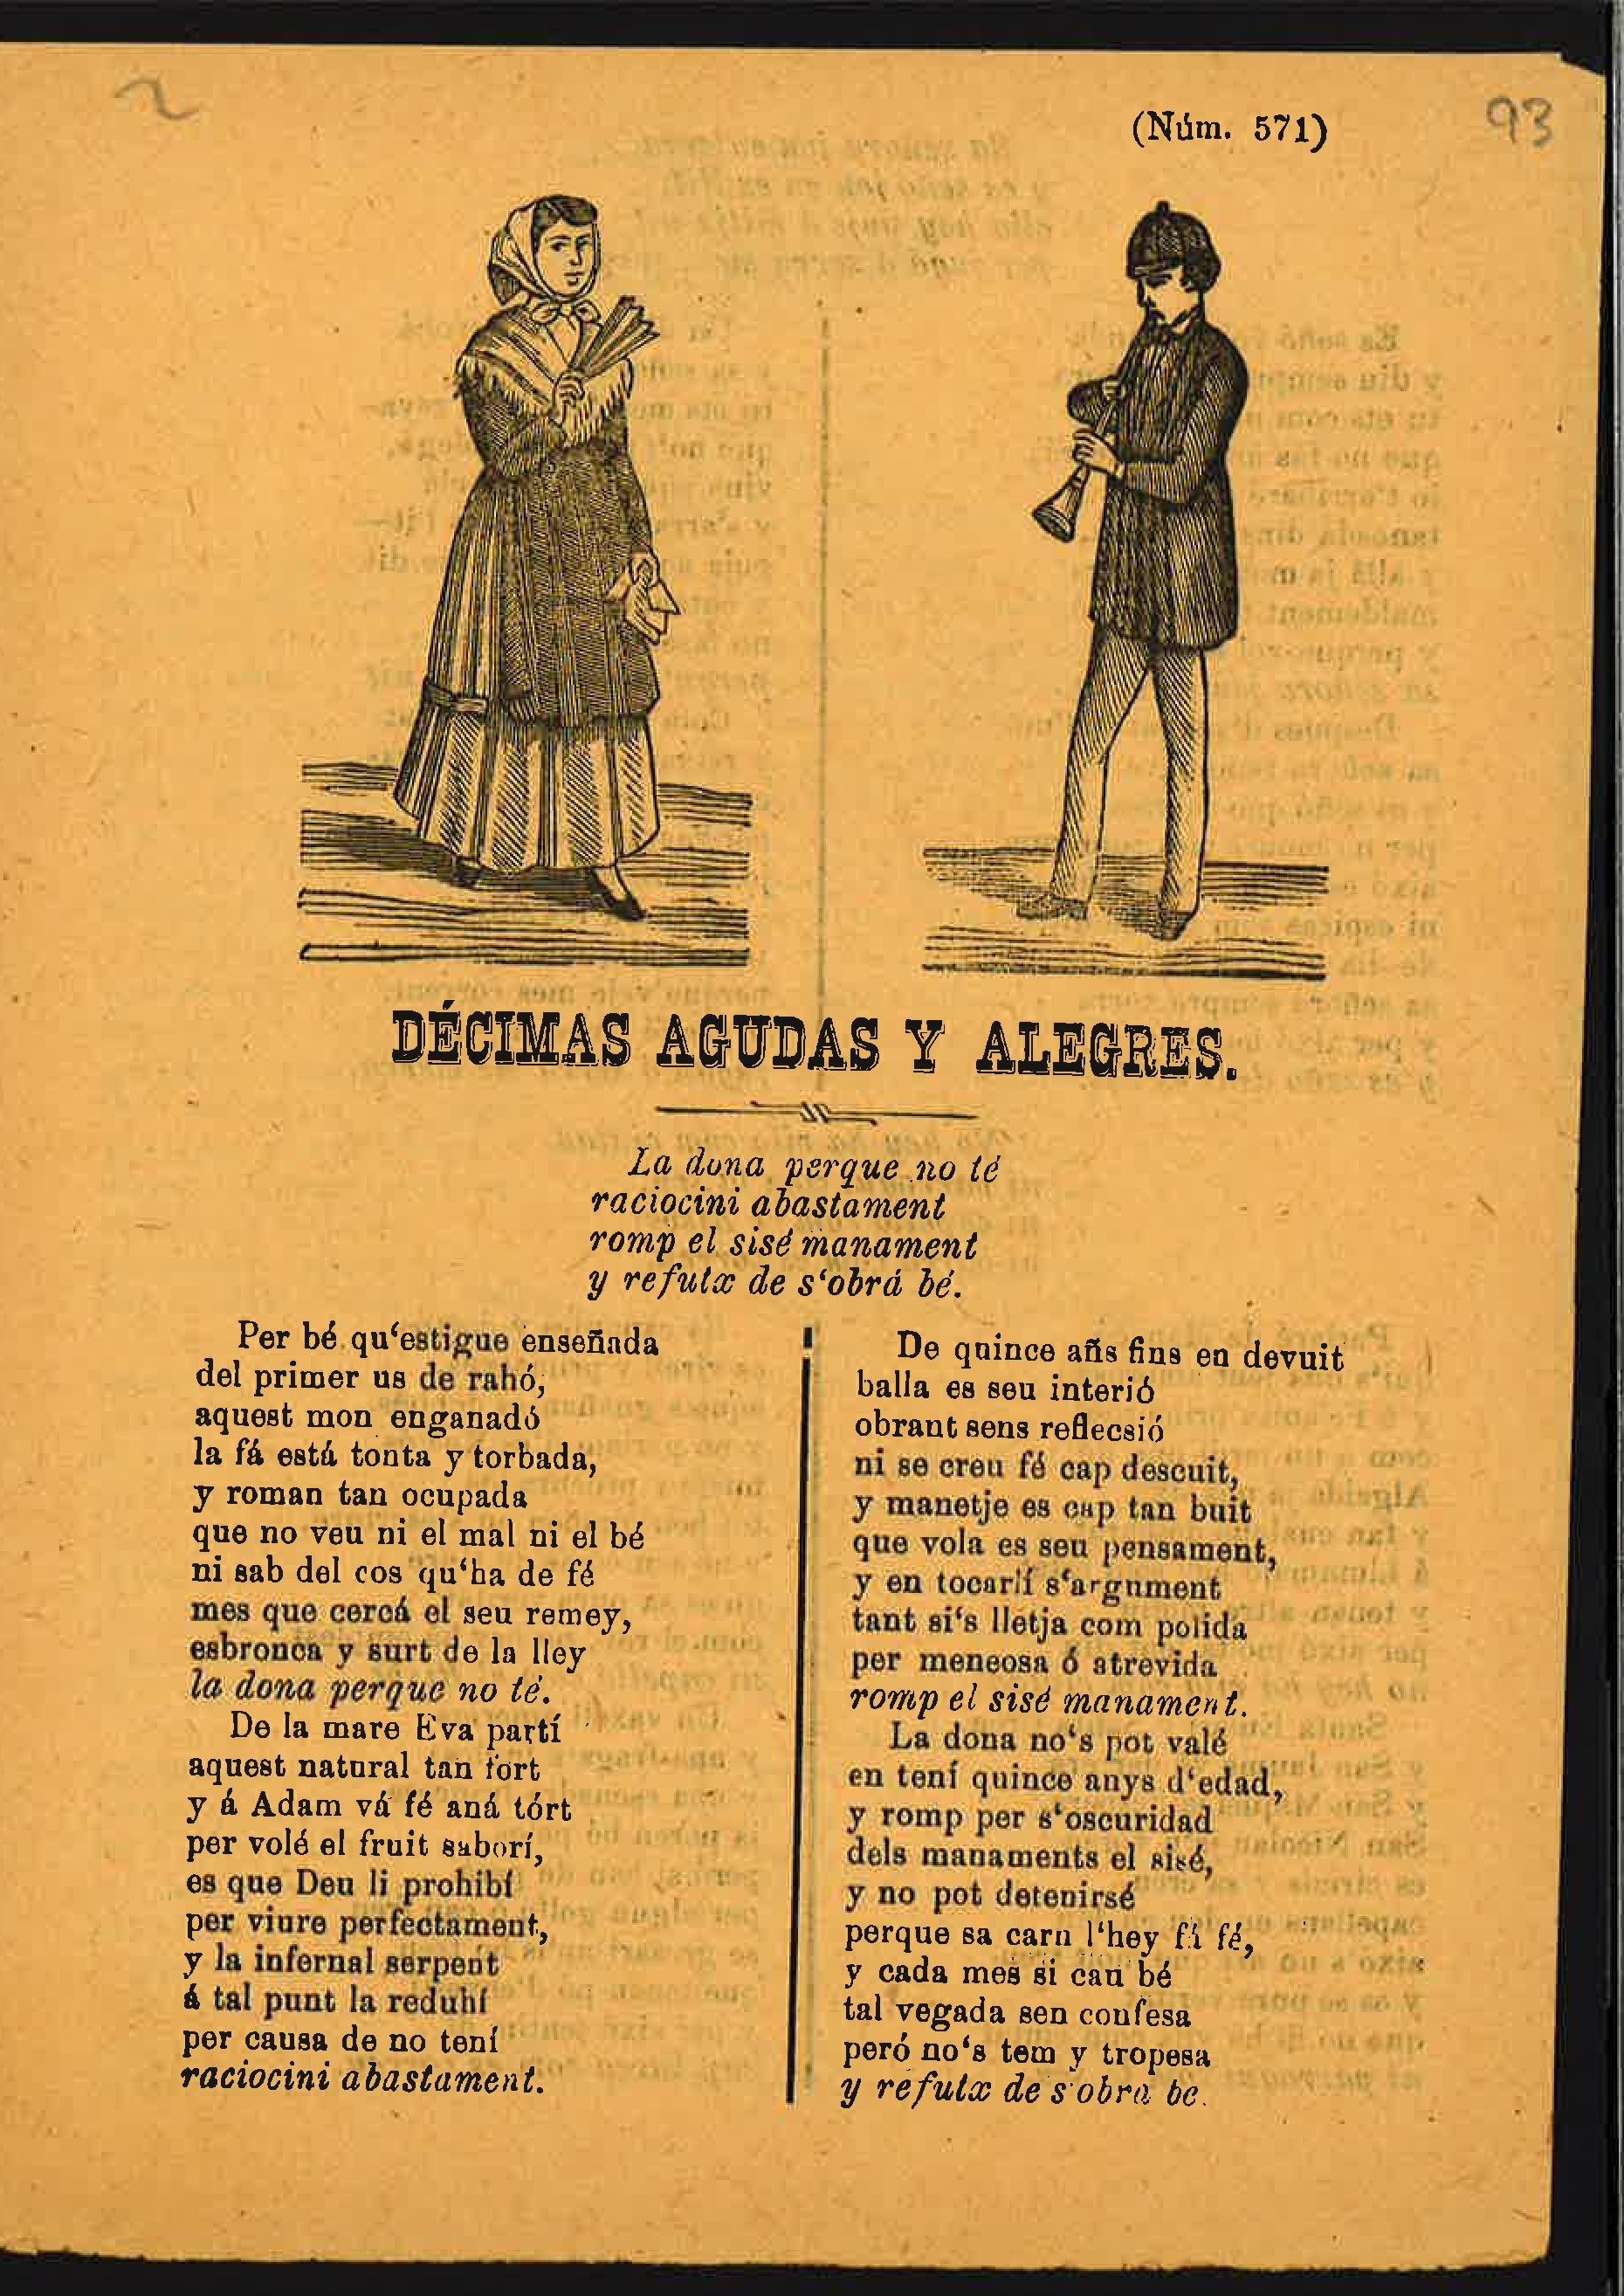 2
(Núm. 571)
93
DÉCIMAS AGUDAS Y ALEGRES.
La dona perque no té
raciocini abastament
romp el sisé manament
y refutx de s‘obrá bé.
Per bé qu‘estigue enseñada
del primer us de rahó,
aquest mon enganadó
la fá está tonta y torbada,
y roman tan ocupada
que no veu ni el mal ni el bé
ni sab del cos qu‘ha de fé
mes que cercá el seu remey,
esbronca y surt de la lley
la dona perque no té.
De la mare Eva partí
aquest natural tan fort
y á Adam vá fé aná tórt
per volé el fruit saborí,
es que Deu li prohibí
per viure perfectament,
y la infernal serpent
á tal punt la reduhí
per causa de no tení
raciocini abastament.
De quince añs fins en devuit
balla es seu interió
obrant sens reflecsió
ni se creu fé cap descuit,
y manetje es cap tan buit
que vola es seu pensament,
y en tocarlí s‘argument
tant si‘s lletja com polida
per meneosa ó atrevida
romp el sisé manament.
La dona no‘s pot valé
en tení quince anys d‘edad,
y romp per s‘oscuridad
dels manaments el sisé,
y no pot detenirsé
perque sa carn l‘hey fá fé,
y cada mes si cau bé
tal vegada sen confesa
peró no‘s tem y tropesa
y refutx de s‘obrá bé.